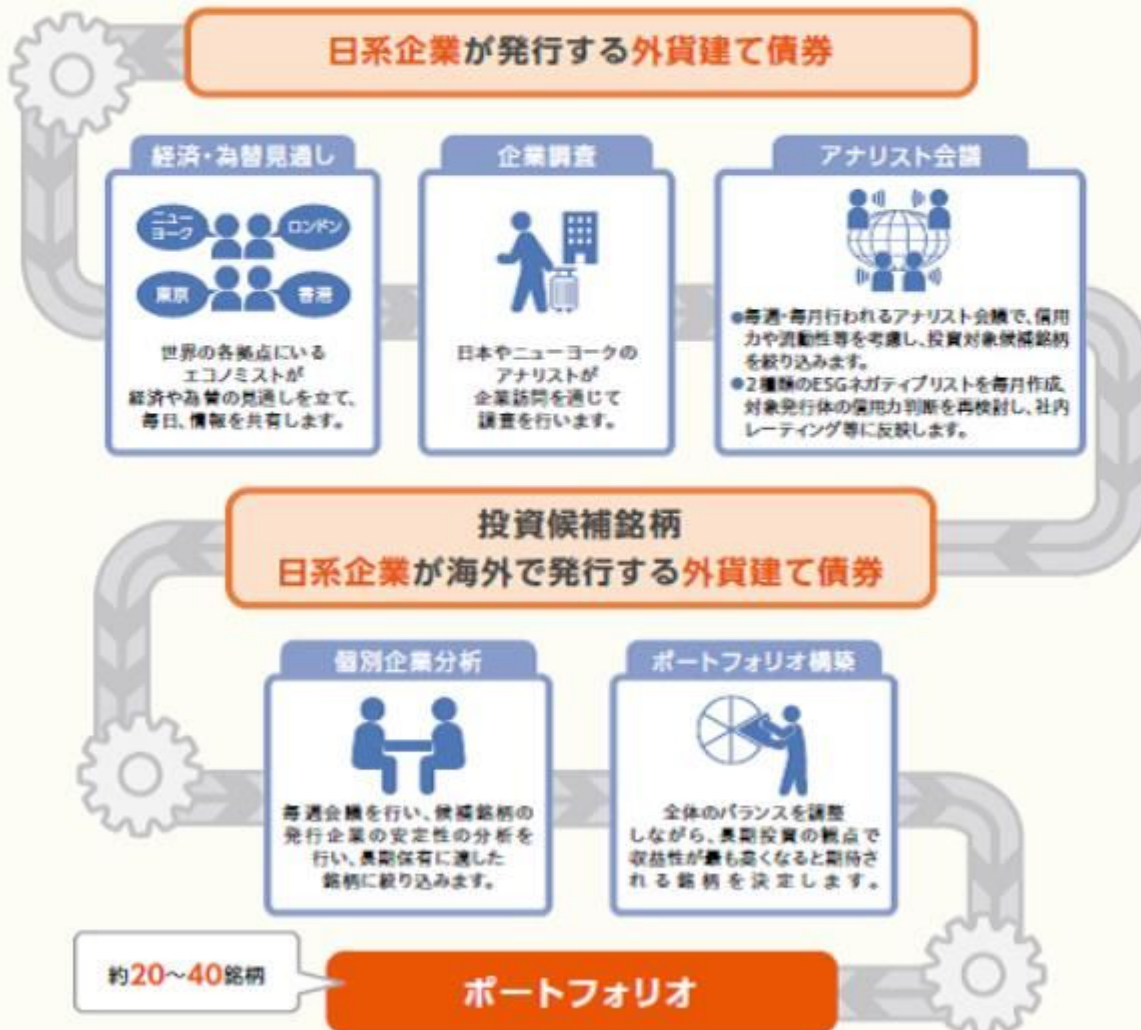 日系企業が発行する外貨建て債券
経済・為替見通し
ニュー
ヨーク
ロンドン
東京
香港
世界の各拠点にいる
エコノミストが
経済や為替の見通しを立て、
毎日、情報を共有します。
企業調査
日本やニューヨークの
アナリストが
企業訪問を通じて
調査を行います。
アナリスト会議
●毎週・毎月行われるアナリスト会議で、信用
力や流動性等を考慮し、投資対象候補銘柄
を絞り込みます。
●2種類のESGネガティブリストを毎月作成、
対象発行体の信用力判断を再検討し、社内
レーティング等に反映します。
投資候補銘柄
日系企業が海外で発行する外貨建て債券
個別企業分析
毎週会議を行い、候補銘柄の
発行企業の安定性の分析を
行い、長期保有に適した
銘柄に絞り込みます。
ポートフォリオ構築
全体のバランスを調整
しながら、長期投資の観点で
収益性が最も高くなると期待さ
れる銘柄を決定します。
約20～40銘柄
ポートフォリオ